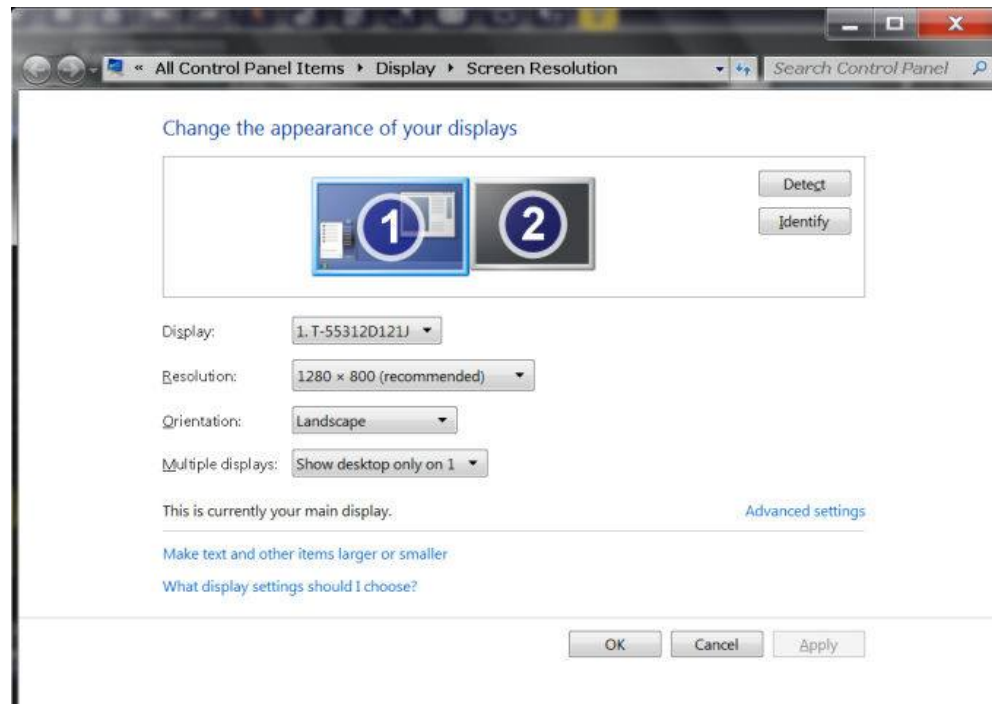 « All Control Panel Items ▸ Display ▸ Screen Resolution Search Control Panel
Change the appearance of your displays
1 2
Detect
Identify
Display: 1. T-55312D121J
Resolution: 1280 × 800 (recommended)
Orientation: Landscape
Multiple displays: Show desktop only on 1
This is currently your main display. Advanced settings
Make text and other items larger or smaller
What display settings should I choose?
OK Cancel Apply